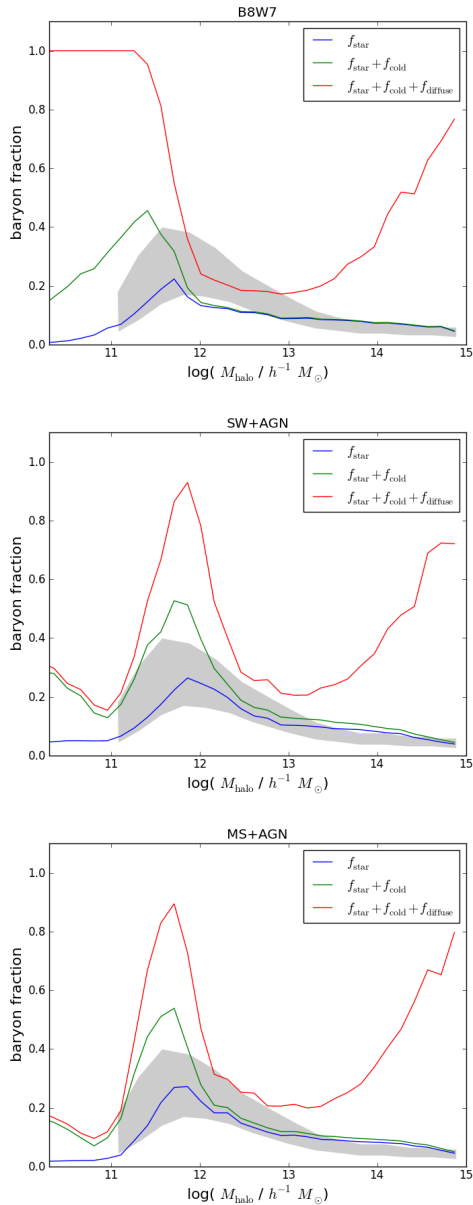 B8W7
1.0
0.8
0.6
0.4
0.2
0.0
baryon fraction
f_star
f_star + f_cold
f_star + f_cold + f_diffuse
11 12 13 14 15
log( M_halo / h^{-1} M_⊙)
SW+AGN
1.0
0.8
0.6
0.4
0.2
0.0
baryon fraction
f_star
f_star + f_cold
f_star + f_cold + f_diffuse
11 12 13 14 15
log( M_halo / h^{-1} M_⊙)
MS+AGN
1.0
0.8
0.6
0.4
0.2
0.0
baryon fraction
f_star
f_star + f_cold
f_star + f_cold + f_diffuse
11 12 13 14 15
log( M_halo / h^{-1} M_⊙)